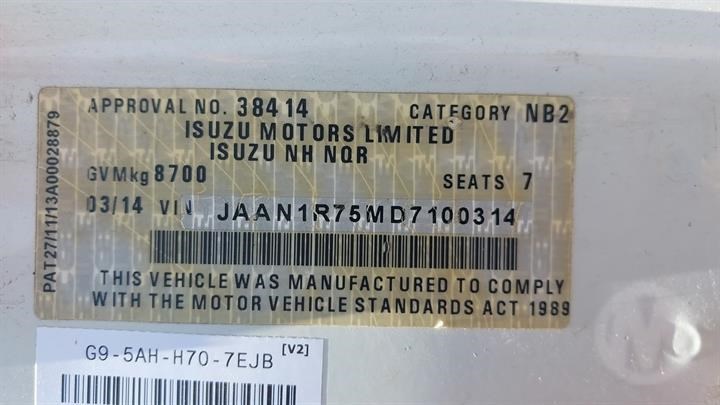 PAT27/11/13A00028879
APPROVAL NO. 38414 CATEGORY NB2
ISUZU MOTORS LIMITED
ISUZU NH NQR
GVMkg 8700 SEATS 7
03/14 VIN JAAN1R75MD7100314
THIS VEHICLE WAS MANUFACTURED TO COMPLY
WITH THE MOTOR VEHICLE STANDARDS ACT 1989
G9-5AH-H70-7EJB [V2]